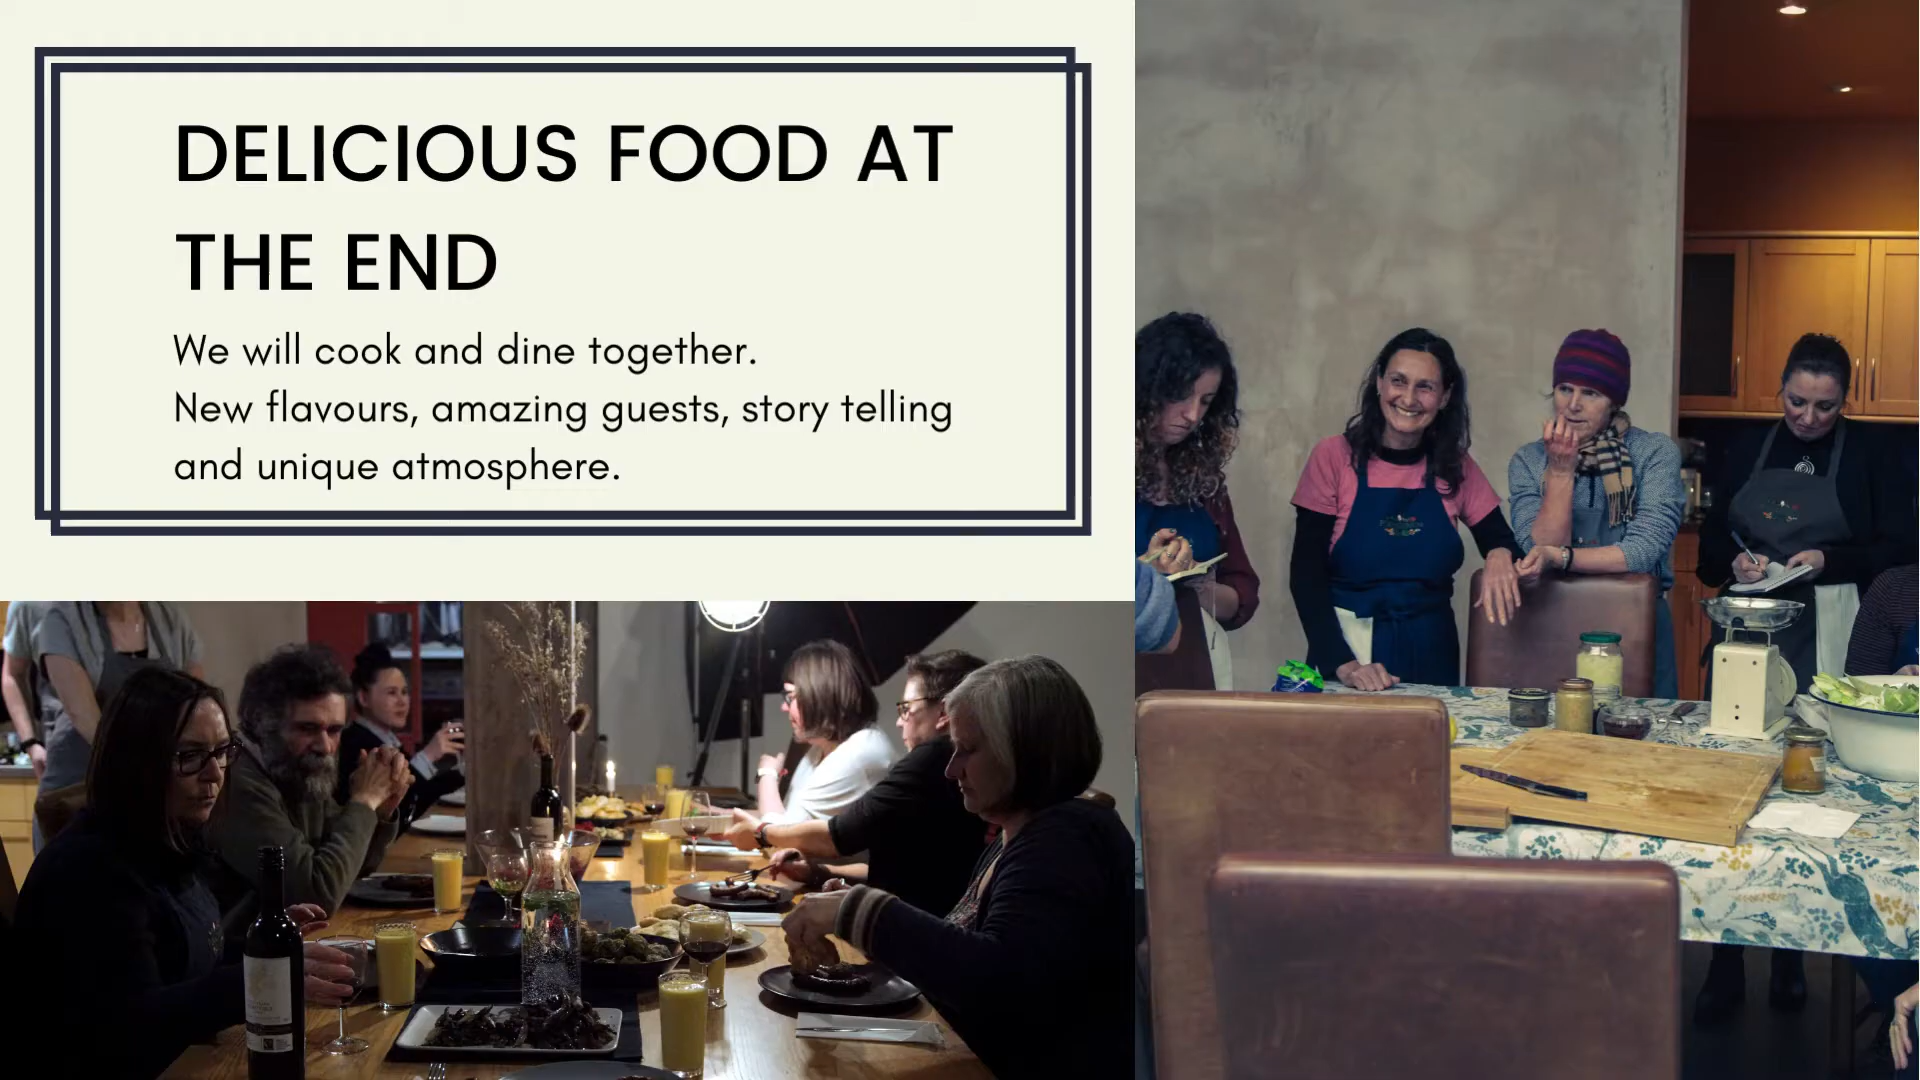 DELICIOUS FOOD AT
THE END
We will cook and dine together.
New flavours, amazing guests, story telling
and unique atmosphere.